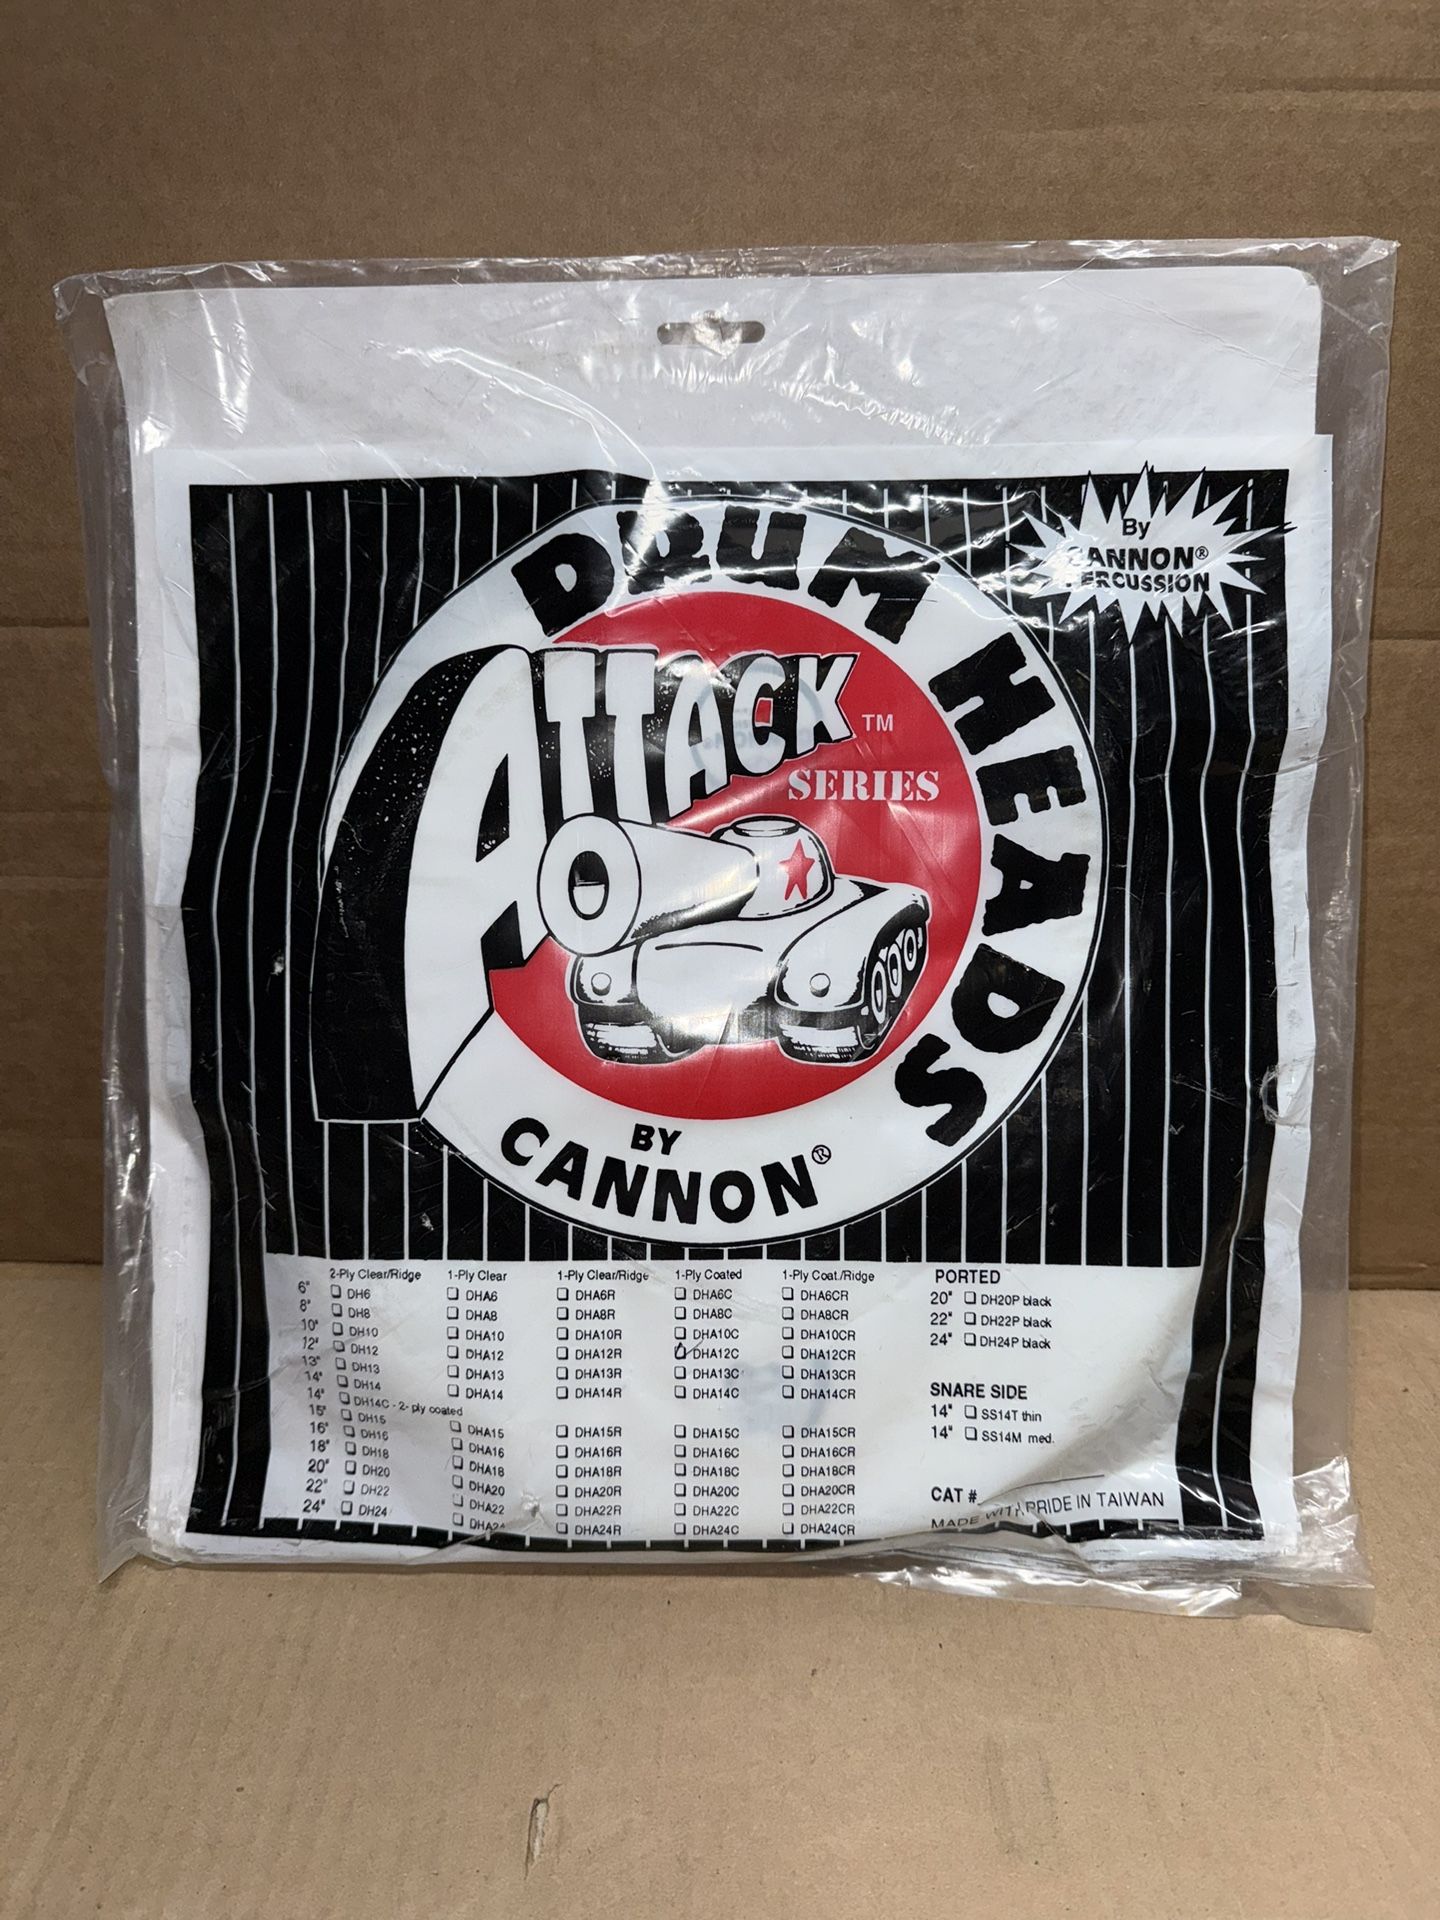 By
CANNON®
PERCUSSION
DRUM HEADS
ATTACK™
SERIES
BY
CANNON®
2-Ply Clear/Ridge 1-Ply Clear 1-Ply Clear/Ridge 1-Ply Coated 1-Ply Coat./Ridge
6" DH6 DHA6 DHA6R DHA6C DHA6CR
8" DH8 DHA8 DHA8R DHA8C DHA8CR
10" DH10 DHA10 DHA10R DHA10C DHA10CR
12" DH12 DHA12 DHA12R DHA12C DHA12CR
13" DH13 DHA13 DHA13R DHA13C DHA13CR
14" DH14 DHA14 DHA14R DHA14C DHA14CR
14" DH14C - 2- ply coated
15" DH15 DHA15 DHA15R DHA15C DHA15CR
16" DH16 DHA16 DHA16R DHA16C DHA16CR
18" DH18 DHA18 DHA18R DHA18C DHA18CR
20" DH20 DHA20 DHA20R DHA20C DHA20CR
22" DH22 DHA22 DHA22R DHA22C DHA22CR
24" DH24 DHA24 DHA24R DHA24C DHA24CR
PORTED
20" DH20P black
22" DH22P black
24" DH24P black
SNARE SIDE
14" SS14T thin
14" SS14M med.
CAT #
MADE WITH PRIDE IN TAIWAN